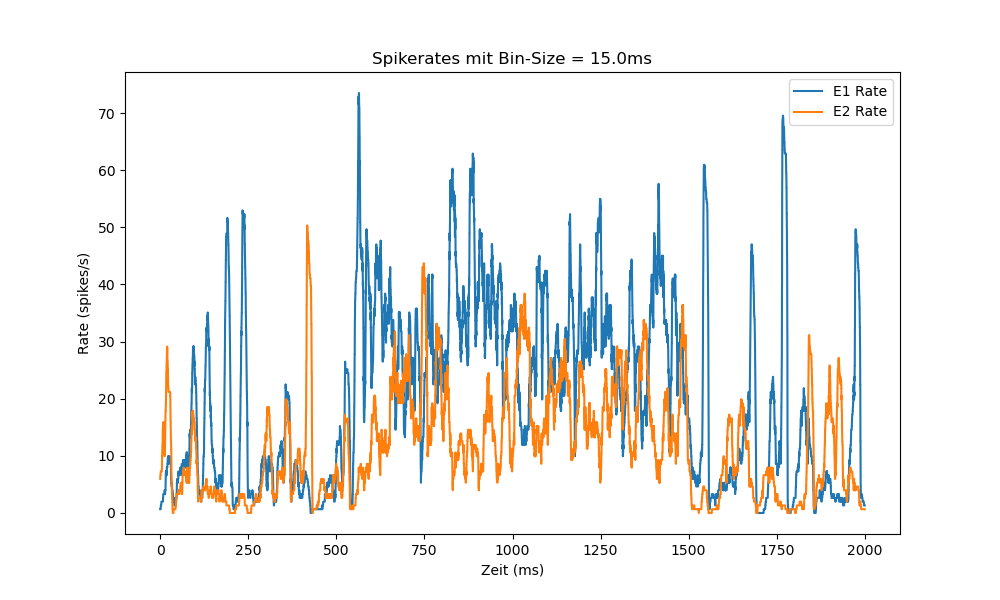 Spikerates mit Bin-Size = 15.0ms
E1 Rate
E2 Rate
Rate (spikes/s)
70
60
50
40
30
20
10
0
0 250 500 750 1000 1250 1500 1750 2000
Zeit (ms)